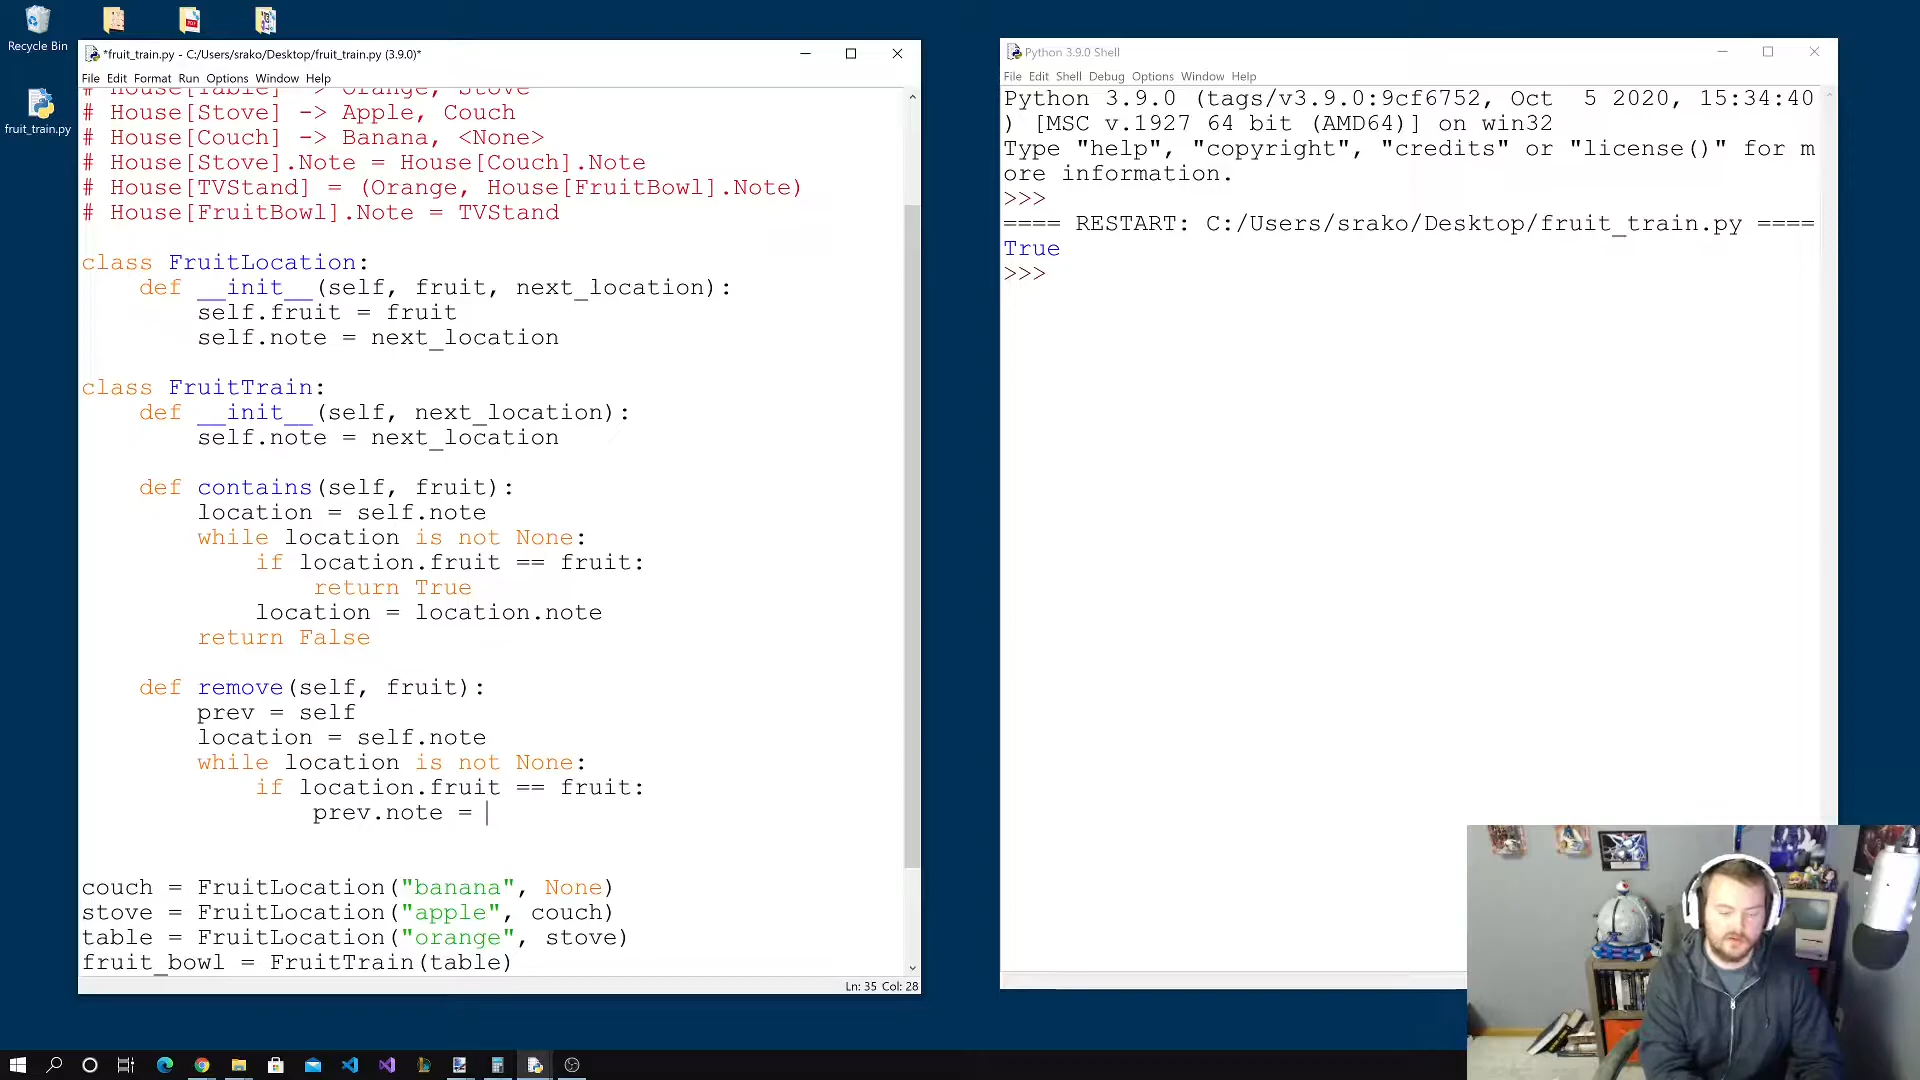 Recycle Bin
fruit_train.py
*fruit_train.py - C:/Users/srako/Desktop/fruit_train.py (3.9.0)*
File Edit Format Run Options Window Help
# House[Table] -> Orange, Stove
# House[Stove] -> Apple, Couch
# House[Couch] -> Banana, <None>
# House[Stove].Note = House[Couch].Note
# House[TVStand] = (Orange, House[FruitBowl].Note)
# House[FruitBowl].Note = TVStand
class FruitLocation:
def __init__(self, fruit, next_location):
self.fruit = fruit
self.note = next_location
class FruitTrain:
def __init__(self, next_location):
self.note = next_location
def contains(self, fruit):
location = self.note
while location is not None:
if location.fruit == fruit:
return True
location = location.note
return False
def remove(self, fruit):
prev = self
location = self.note
while location is not None:
if location.fruit == fruit:
prev.note =
couch = FruitLocation("banana", None)
stove = FruitLocation("apple", couch)
table = FruitLocation("orange", stove)
fruit_bowl = FruitTrain(table)
Ln: 35 Col: 28
Python 3.9.0 Shell
File Edit Shell Debug Options Window Help
Python 3.9.0 (tags/v3.9.0:9cf6752, Oct  5 2020, 15:34:40
) [MSC v.1927 64 bit (AMD64)] on win32
Type "help", "copyright", "credits" or "license()" for m
ore information.
>>>
==== RESTART: C:/Users/srako/Desktop/fruit_train.py ====
True
>>>